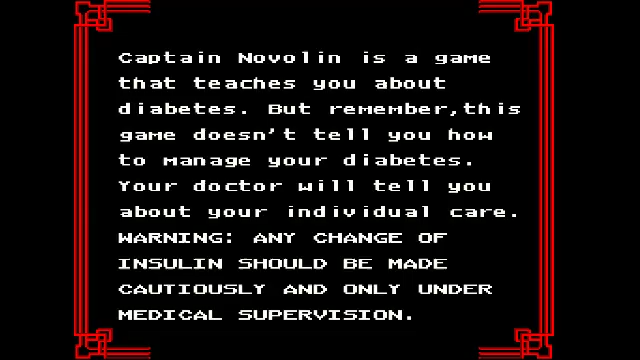 Captain Novolin is a game
that teaches you about
diabetes. But remember,this
game doesn't tell you how
to manage your diabetes.
Your doctor will tell you
about your individual care.
WARNING: ANY CHANGE OF
INSULIN SHOULD BE MADE
CAUTIOUSLY AND ONLY UNDER
MEDICAL SUPERVISION.